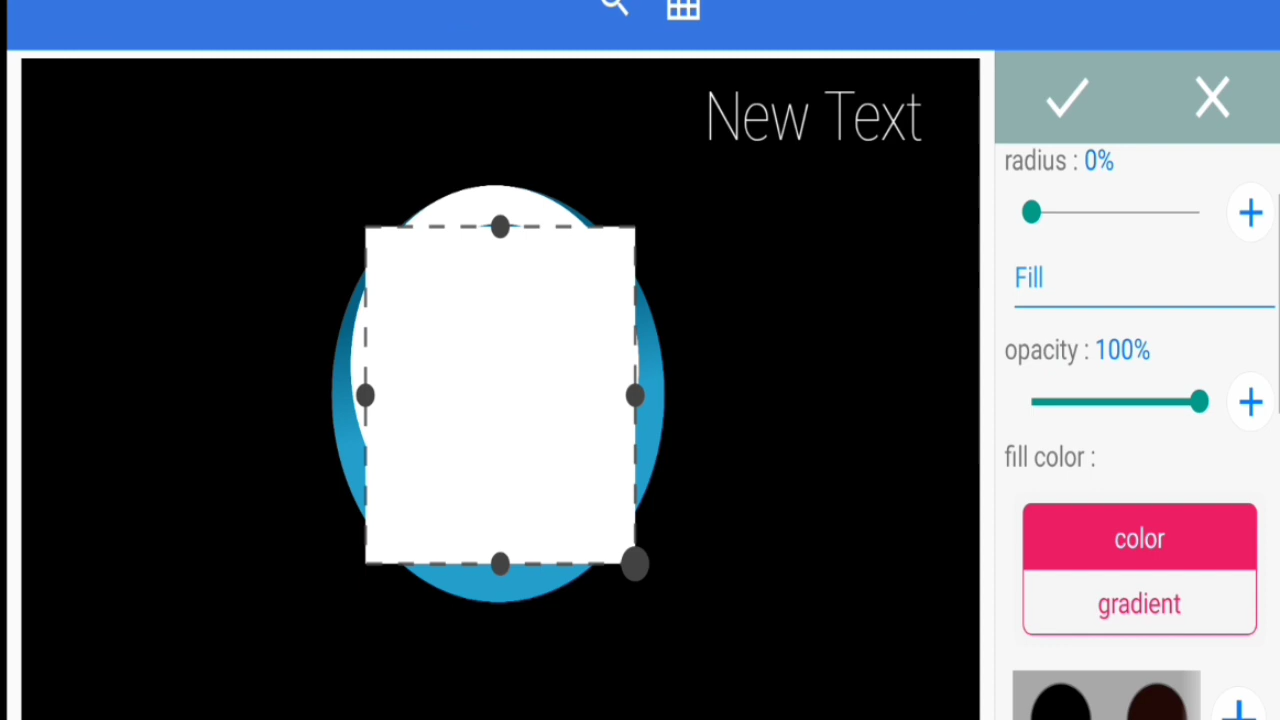 New Text
radius : 0%
Fill
opacity : 100%
fill color :
color
gradient